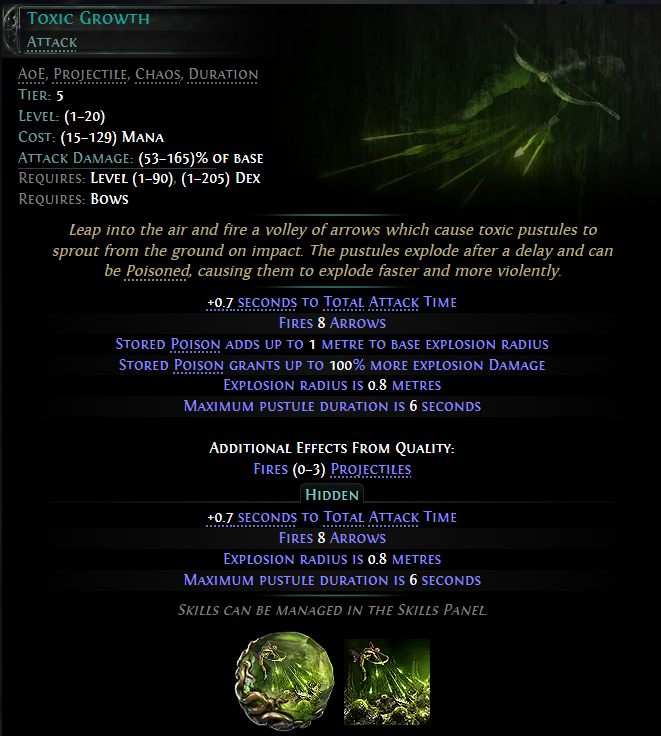 Toxic Growth
Attack
AoE, Projectile, Chaos, Duration
Tier: 5
Level: (1–20)
Cost: (15–129) Mana
Attack Damage: (53–165)% of base
Requires: Level (1–90), (1–205) Dex
Requires: Bows
Leap into the air and fire a volley of arrows which cause toxic pustules to
sprout from the ground on impact. The pustules explode after a delay and can
be Poisoned, causing them to explode faster and more violently.
+0.7 seconds to Total Attack Time
Fires 8 Arrows
Stored Poison adds up to 1 metre to base explosion radius
Stored Poison grants up to 100% more explosion Damage
Explosion radius is 0.8 metres
Maximum pustule duration is 6 seconds
Additional Effects From Quality:
Fires (0–3) Projectiles
Hidden
+0.7 seconds to Total Attack Time
Fires 8 Arrows
Explosion radius is 0.8 metres
Maximum pustule duration is 6 seconds
Skills can be managed in the Skills Panel.